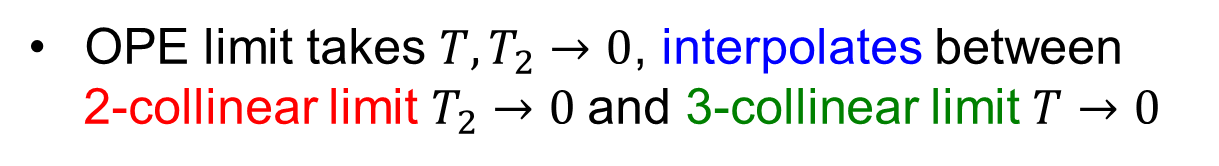 • OPE limit takes 𝑇, 𝑇₂ → 0, interpolates between
2-collinear limit 𝑇₂ → 0 and 3-collinear limit 𝑇 → 0